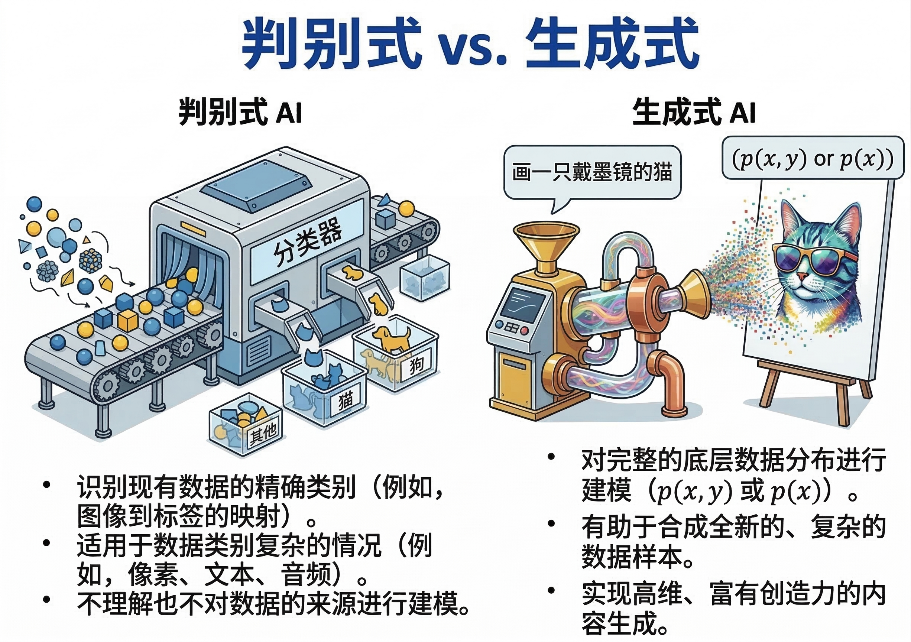 判别式 vs. 生成式
判别式 AI
分类器
其他
猫
狗
• 识别现有数据的精确类别（例如，
图像到标签的映射）。
• 适用于数据类别复杂的情况（例
如，像素、文本、音频）。
• 不理解也不对数据的来源进行建模。
生成式 AI
画一只戴墨镜的猫
(p(x, y) or p(x))
• 对完整的底层数据分布进行
建模（p(x, y) 或 p(x)）。
• 有助于合成全新的、复杂的
数据样本。
• 实现高维、富有创造力的内
容生成。